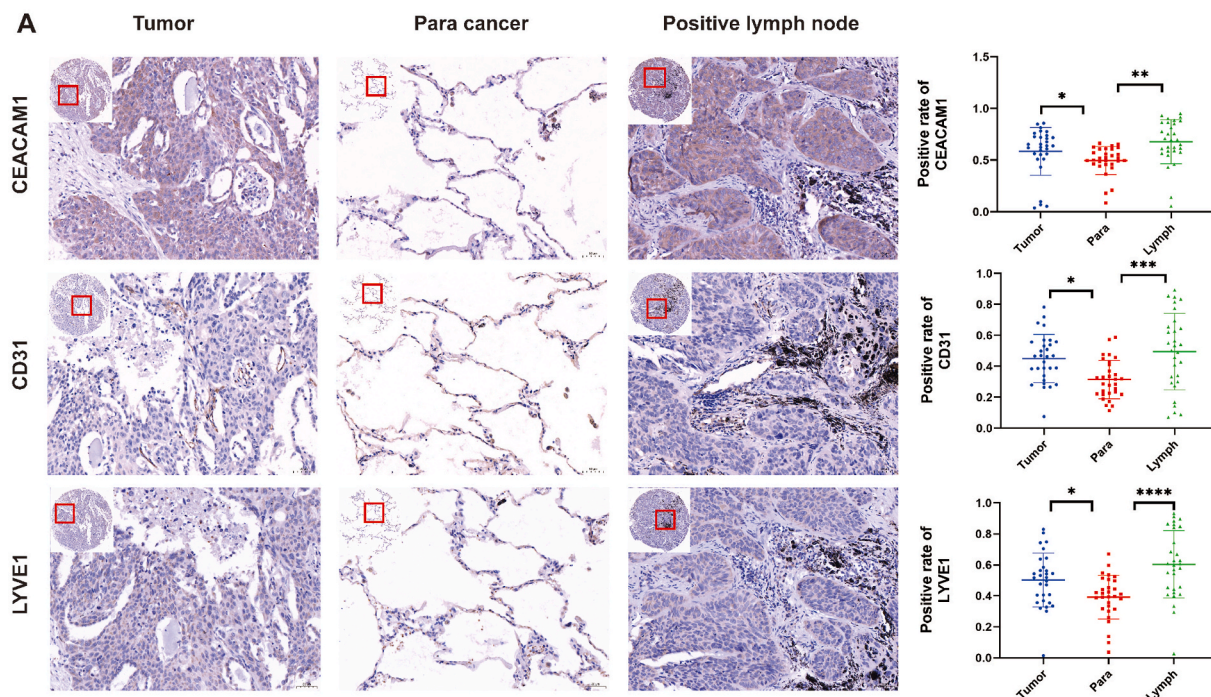 A
Tumor
Para cancer
Positive lymph node
CEACAM1
Positive rate of
CEACAM1
1.5
1.0
0.5
0.0
*
**
Tumor
Para
Lymph
CD31
Positive rate of
CD31
1.0
0.8
0.6
0.4
0.2
0.0
*
***
Tumor
Para
Lymph
LYVE1
Positive rate of
LYVE1
1.0
0.8
0.6
0.4
0.2
0.0
*
****
Tumor
Para
Lymph